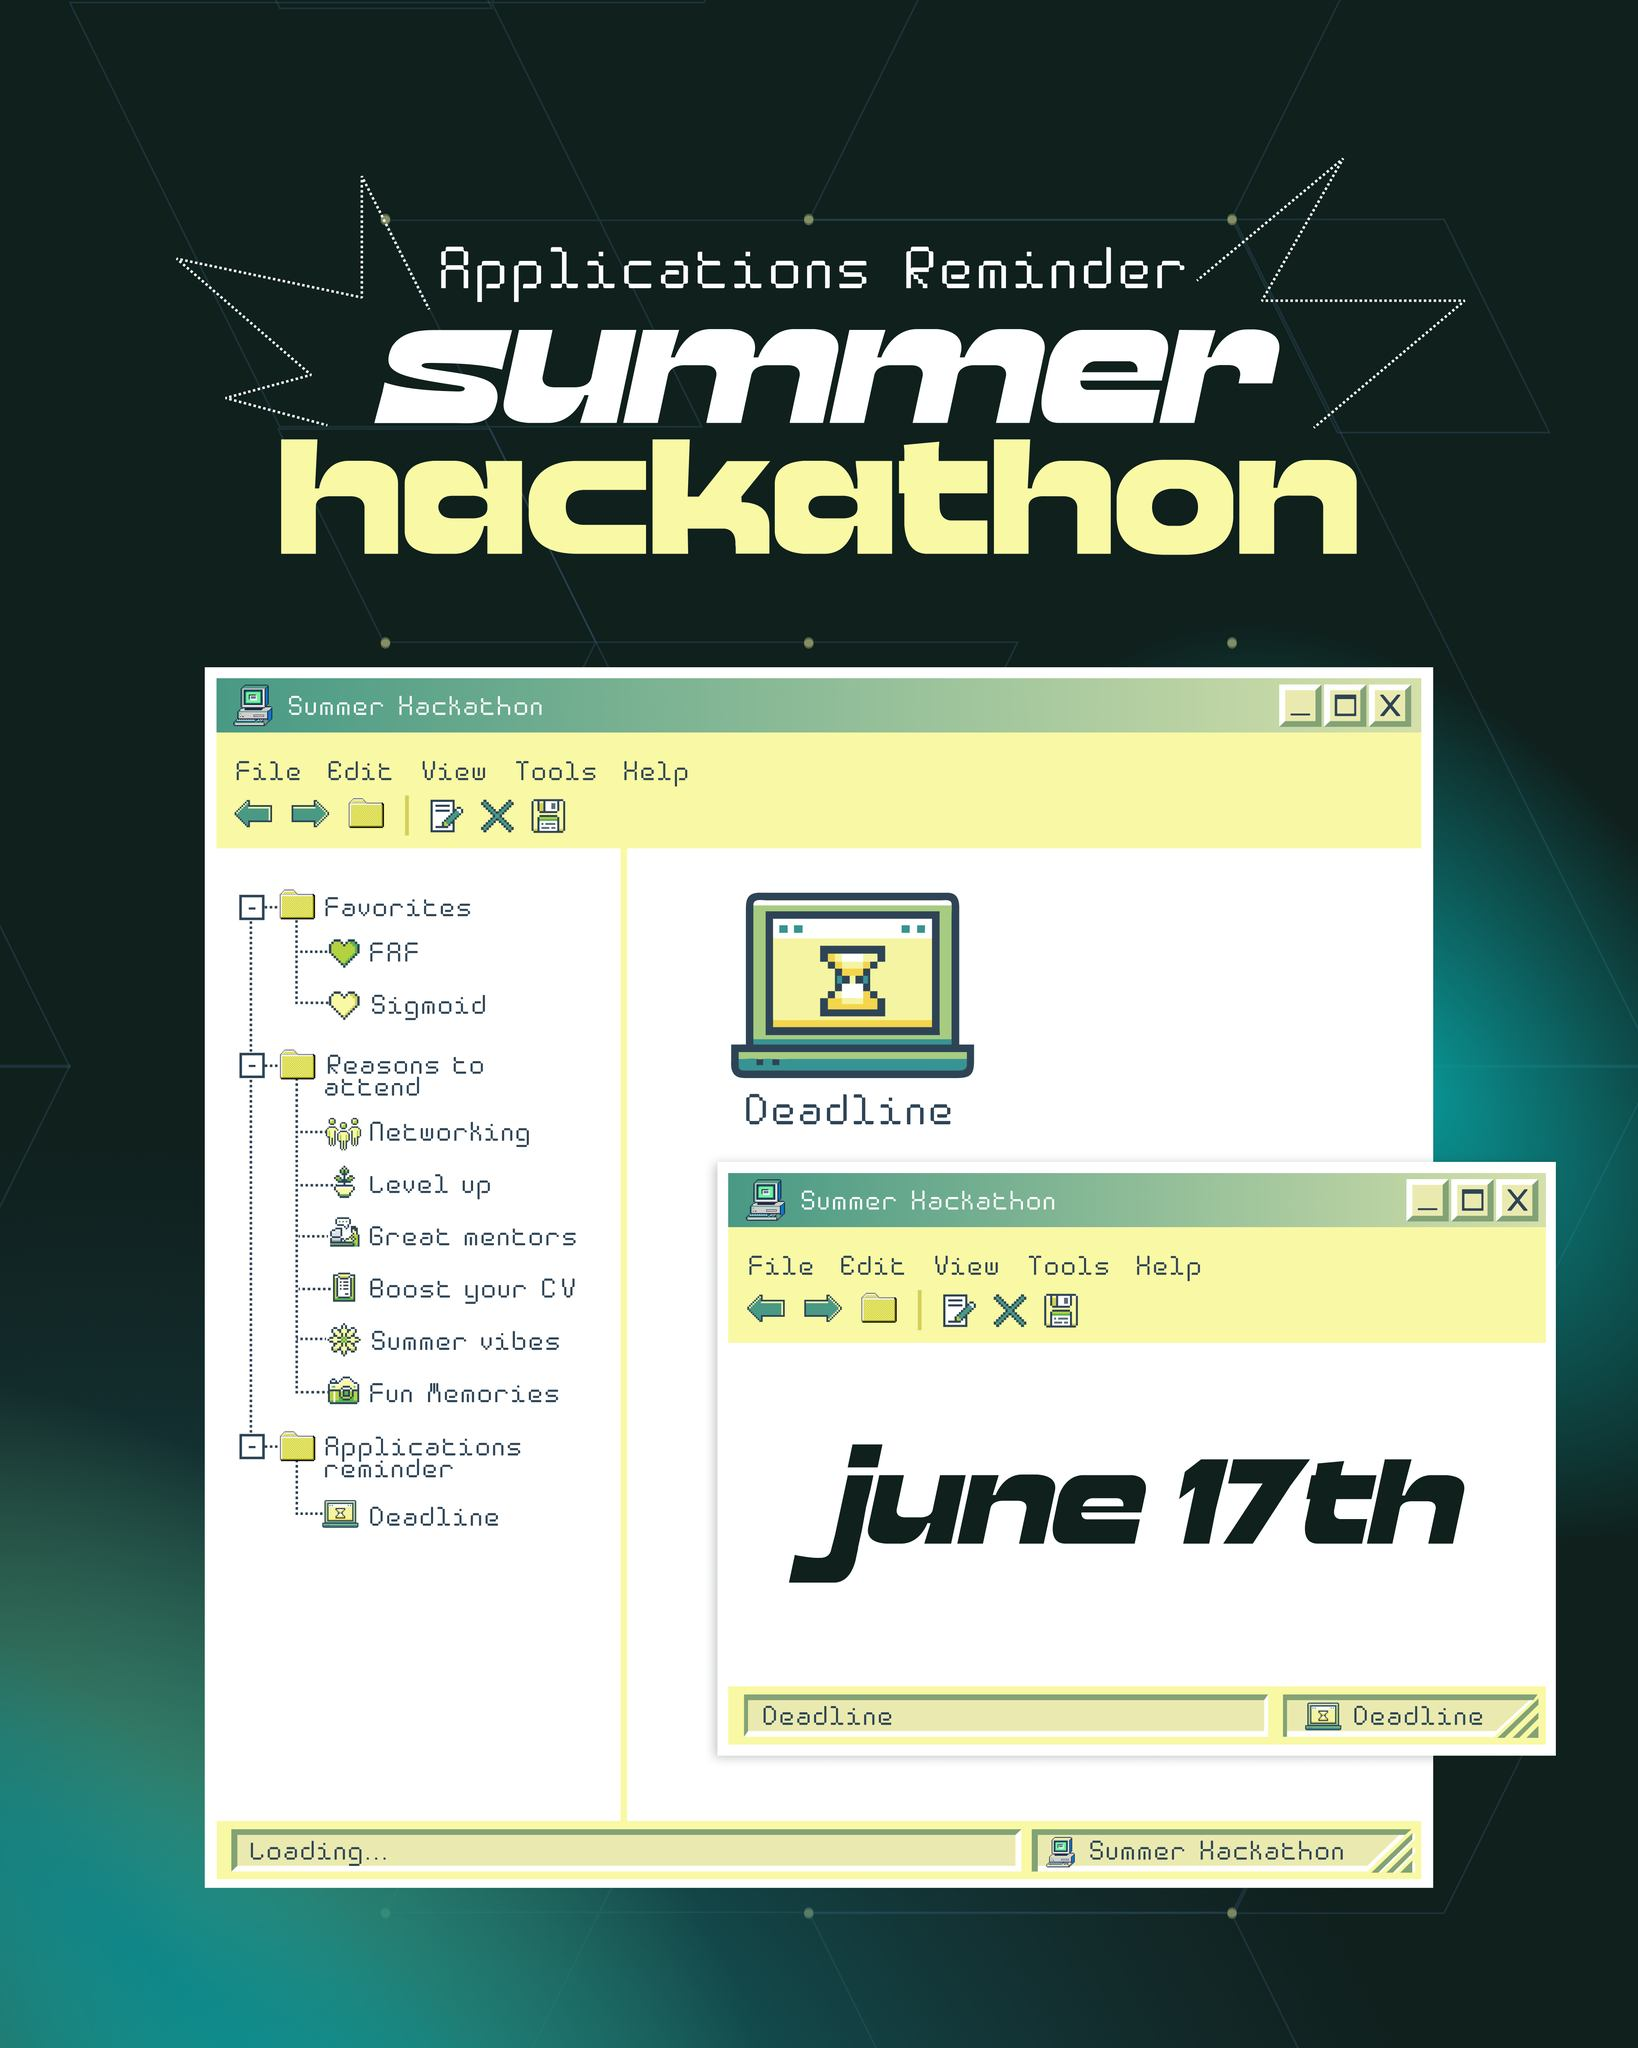 Applications Reminder
summer
hackathon
Summer Hackathon
File Edit View Tools Help
Favorites
FAF
Sigmoid
Reasons to
attend
Networking
Level up
Great mentors
Boost your CV
Summer vibes
Fun Memories
Applications
reminder
Deadline
Deadline
Summer Hackathon
File Edit View Tools Help
june 17th
Deadline
Deadline
Loading...
Summer Hackathon